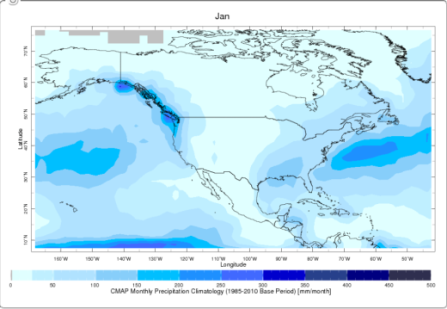 Jan
70°N
60°N
50°N
40°N
30°N
20°N
10°N
Latitude
160°W 150°W 140°W 130°W 120°W 110°W 100°W 90°W 80°W 70°W 60°W 50°W
Longitude
0 50 100 150 200 250 300 350 400 450 500
CMAP Monthly Precipitation Climatology (1985-2010 Base Period) [mm/month]